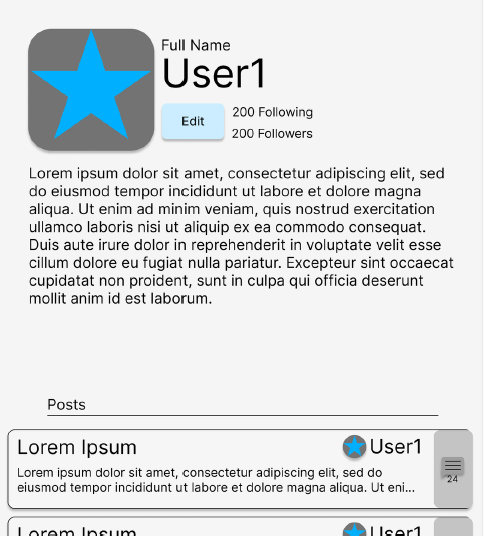 Full Name
User1
Edit
200 Following
200 Followers
Lorem ipsum dolor sit amet, consectetur adipiscing elit, sed
do eiusmod tempor incididunt ut labore et dolore magna
aliqua. Ut enim ad minim veniam, quis nostrud exercitation
ullamco laboris nisi ut aliquip ex ea commodo consequat.
Duis aute irure dolor in reprehenderit in voluptate velit esse
cillum dolore eu fugiat nulla pariatur. Excepteur sint occaecat
cupidatat non proident, sunt in culpa qui officia deserunt
mollit anim id est laborum.
Posts
Lorem Ipsum
User1
Lorem ipsum dolor sit amet, consectetur adipiscing elit, sed do
eiusmod tempor incididunt ut labore et dolore magna aliqua. Ut eni...
24
Lorem Ipsum
User1